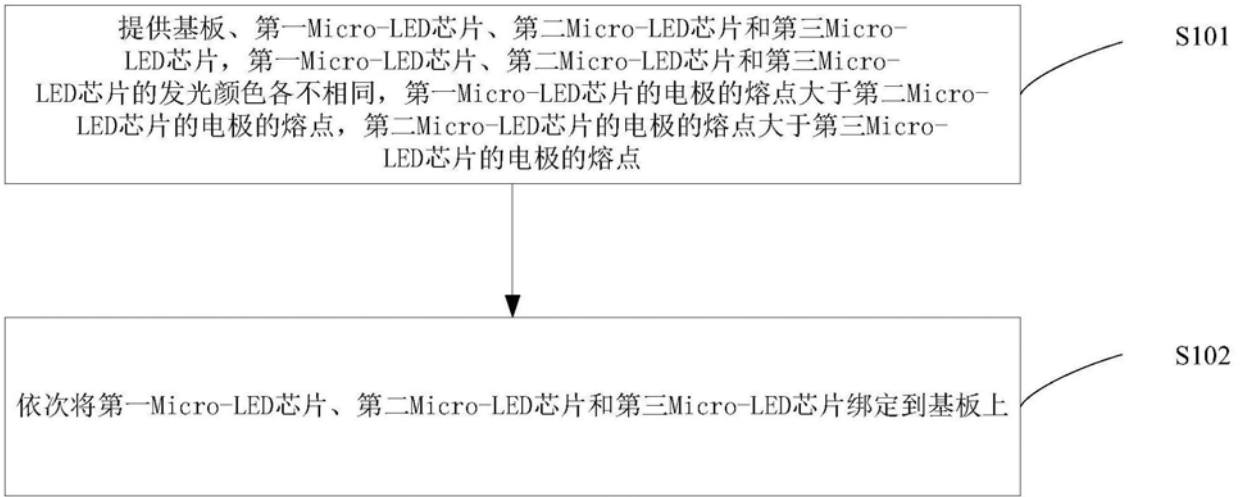 提供基板、第一Micro-LED芯片、第二Micro-LED芯片和第三Micro-
LED芯片，第一Micro-LED芯片、第二Micro-LED芯片和第三Micro-
LED芯片的发光颜色各不相同，第一Micro-LED芯片的电极的熔点大于第二Micro-
LED芯片的电极的熔点，第二Micro-LED芯片的电极的熔点大于第三Micro-
LED芯片的电极的熔点
S101
依次将第一Micro-LED芯片、第二Micro-LED芯片和第三Micro-LED芯片绑定到基板上
S102